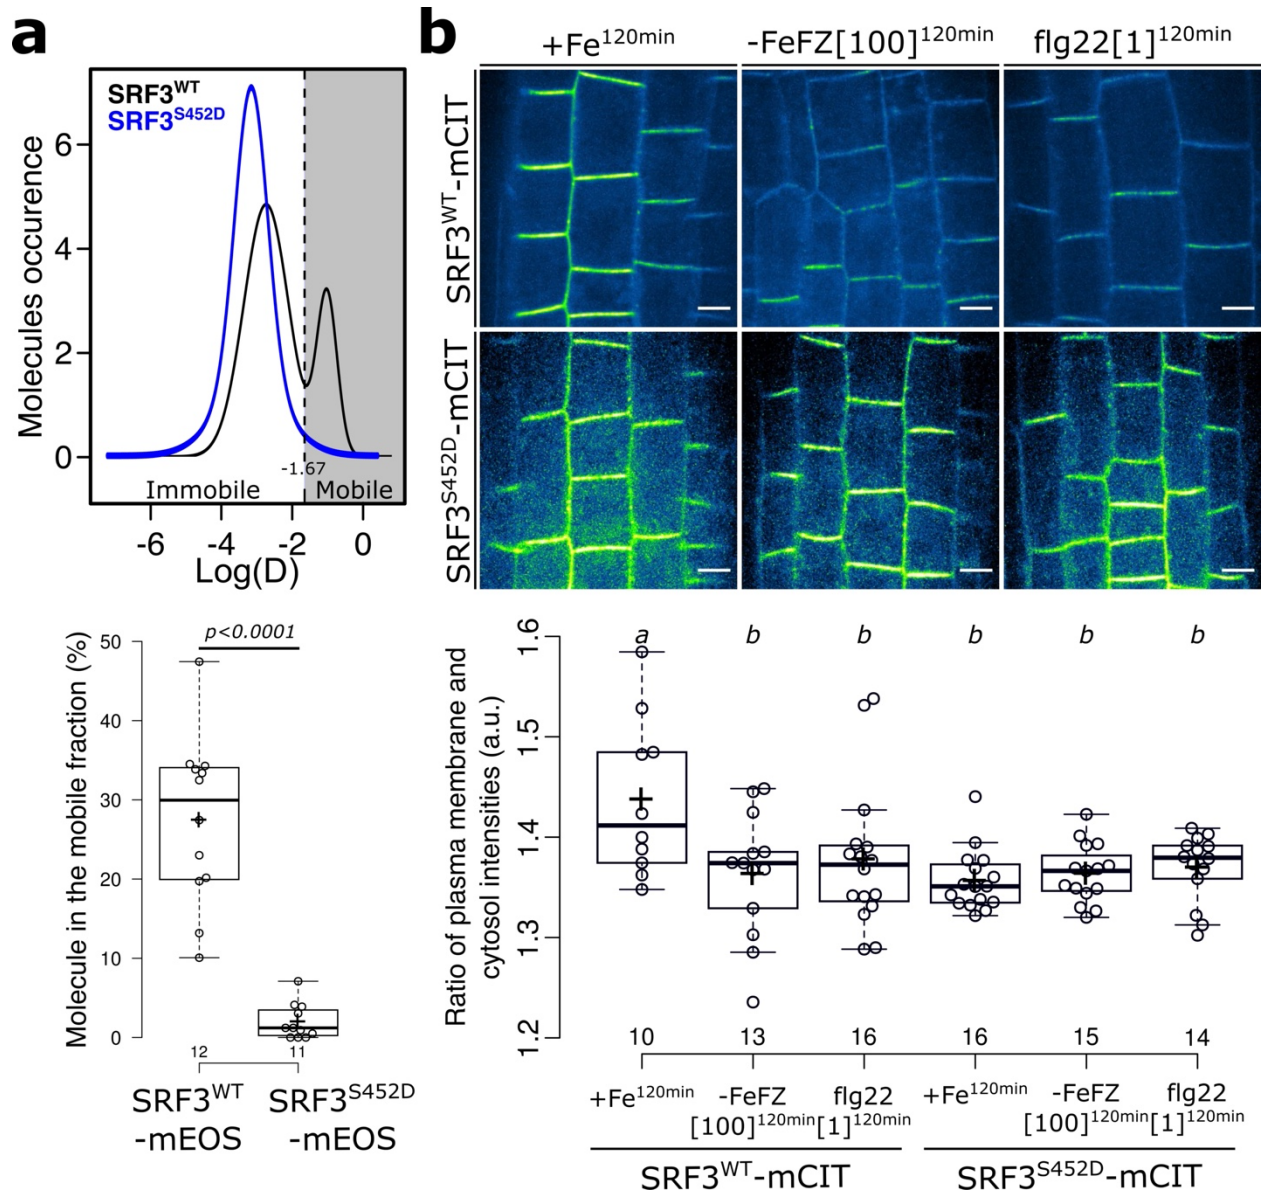 a
SRF3WT
SRF3S452D
Molecules occurence
6
4
2
0
-1.67
Immobile
Mobile
-6
-4
-2
0
Log(D)
Molecule in the mobile fraction (%)
p<0.0001
50
40
30
20
10
0
12
11
SRF3WT
-mEOS
SRF3S452D
-mEOS
b
+Fe120min
-FeFZ[100]120min
flg22[1]120min
SRF3WT-mCIT
SRF3S452D-mCIT
Ratio of plasma membrane and
cytosol intensities (a.u.)
1.6
1.5
1.4
1.3
1.2
a
b
b
b
b
b
10
13
16
16
15
14
+Fe120min
-FeFZ
[100]120min
flg22
[1]120min
+Fe120min
-FeFZ
[100]120min
flg22
[1]120min
SRF3WT-mCIT
SRF3S452D-mCIT